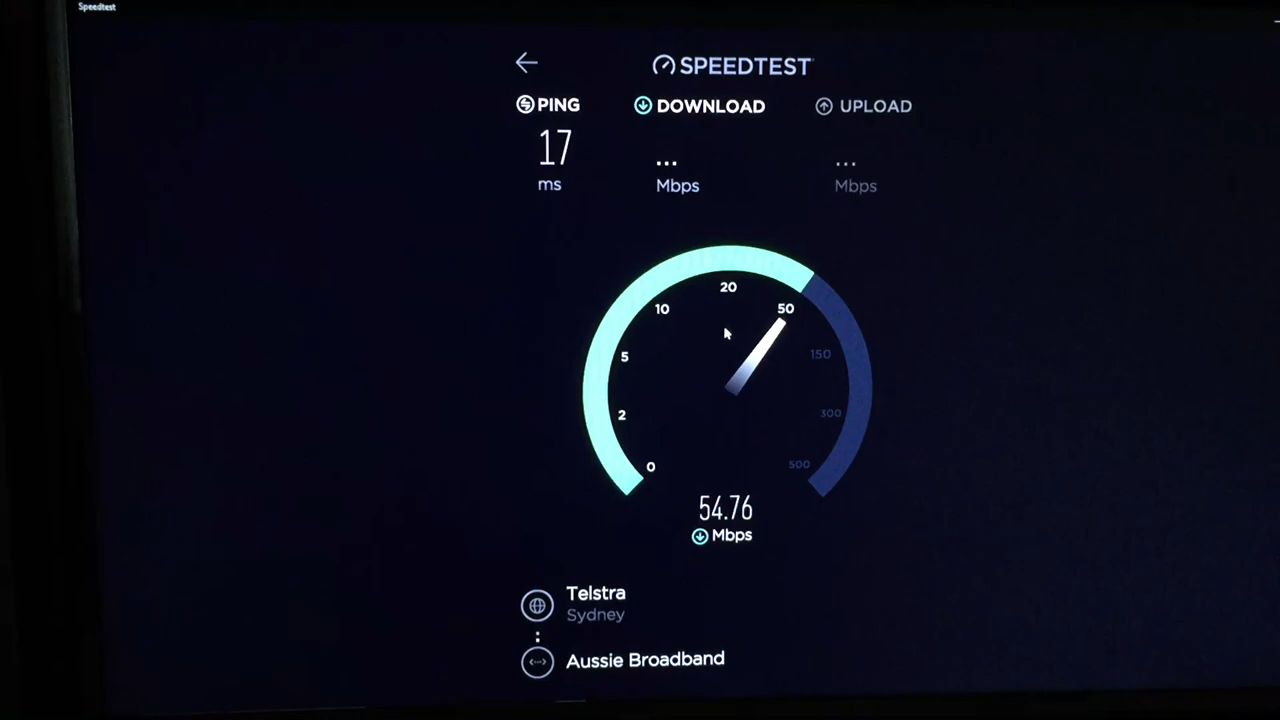 Speedtest
SPEEDTEST
PING
DOWNLOAD
UPLOAD
17
...
...
ms
Mbps
Mbps
0
2
5
10
20
50
150
300
500
54.76
Mbps
Telstra
Sydney
Aussie Broadband